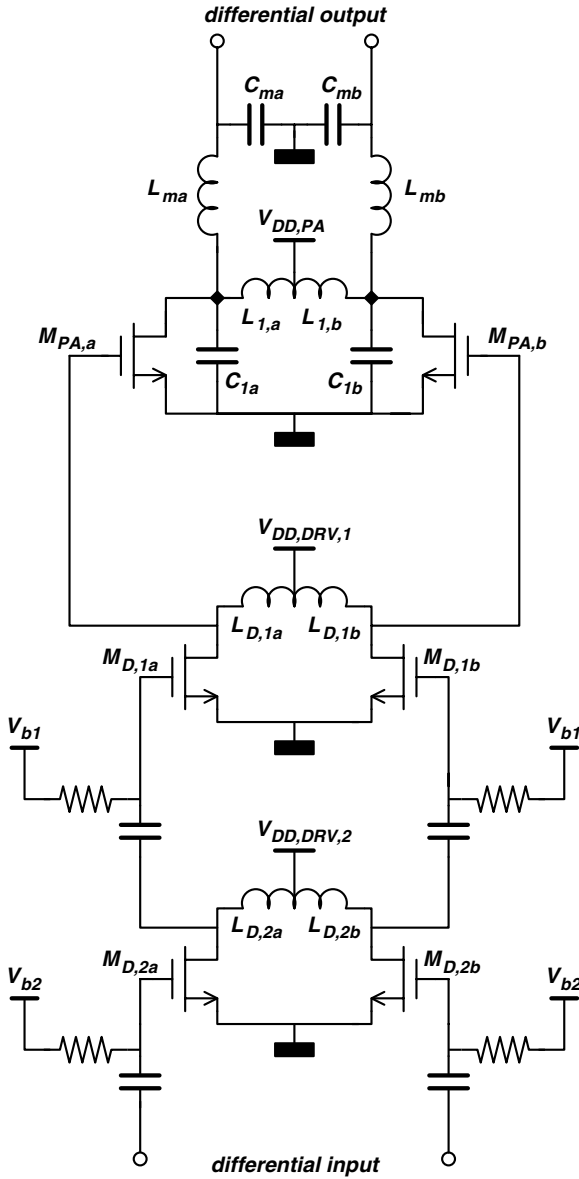 differential output
C_ma C_mb
L_ma L_mb
V_DD,PA
L_1,a L_1,b
M_PA,a M_PA,b
C_1a C_1b
V_DD,DRV,1
L_D,1a L_D,1b
M_D,1a M_D,1b
V_b1 V_b1
V_DD,DRV,2
L_D,2a L_D,2b
M_D,2a M_D,2b
V_b2 V_b2
differential input